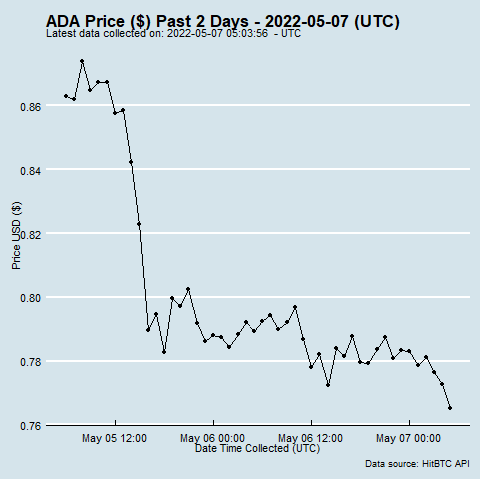 ADA Price ($) Past 2 Days - 2022-05-07 (UTC)
Latest data collected on: 2022-05-07 05:03:56  - UTC
0.86
0.84
0.82
0.80
0.78
0.76
Price USD ($)
May 05 12:00
May 06 00:00
May 06 12:00
May 07 00:00
Date Time Collected (UTC)
Data source: HitBTC API